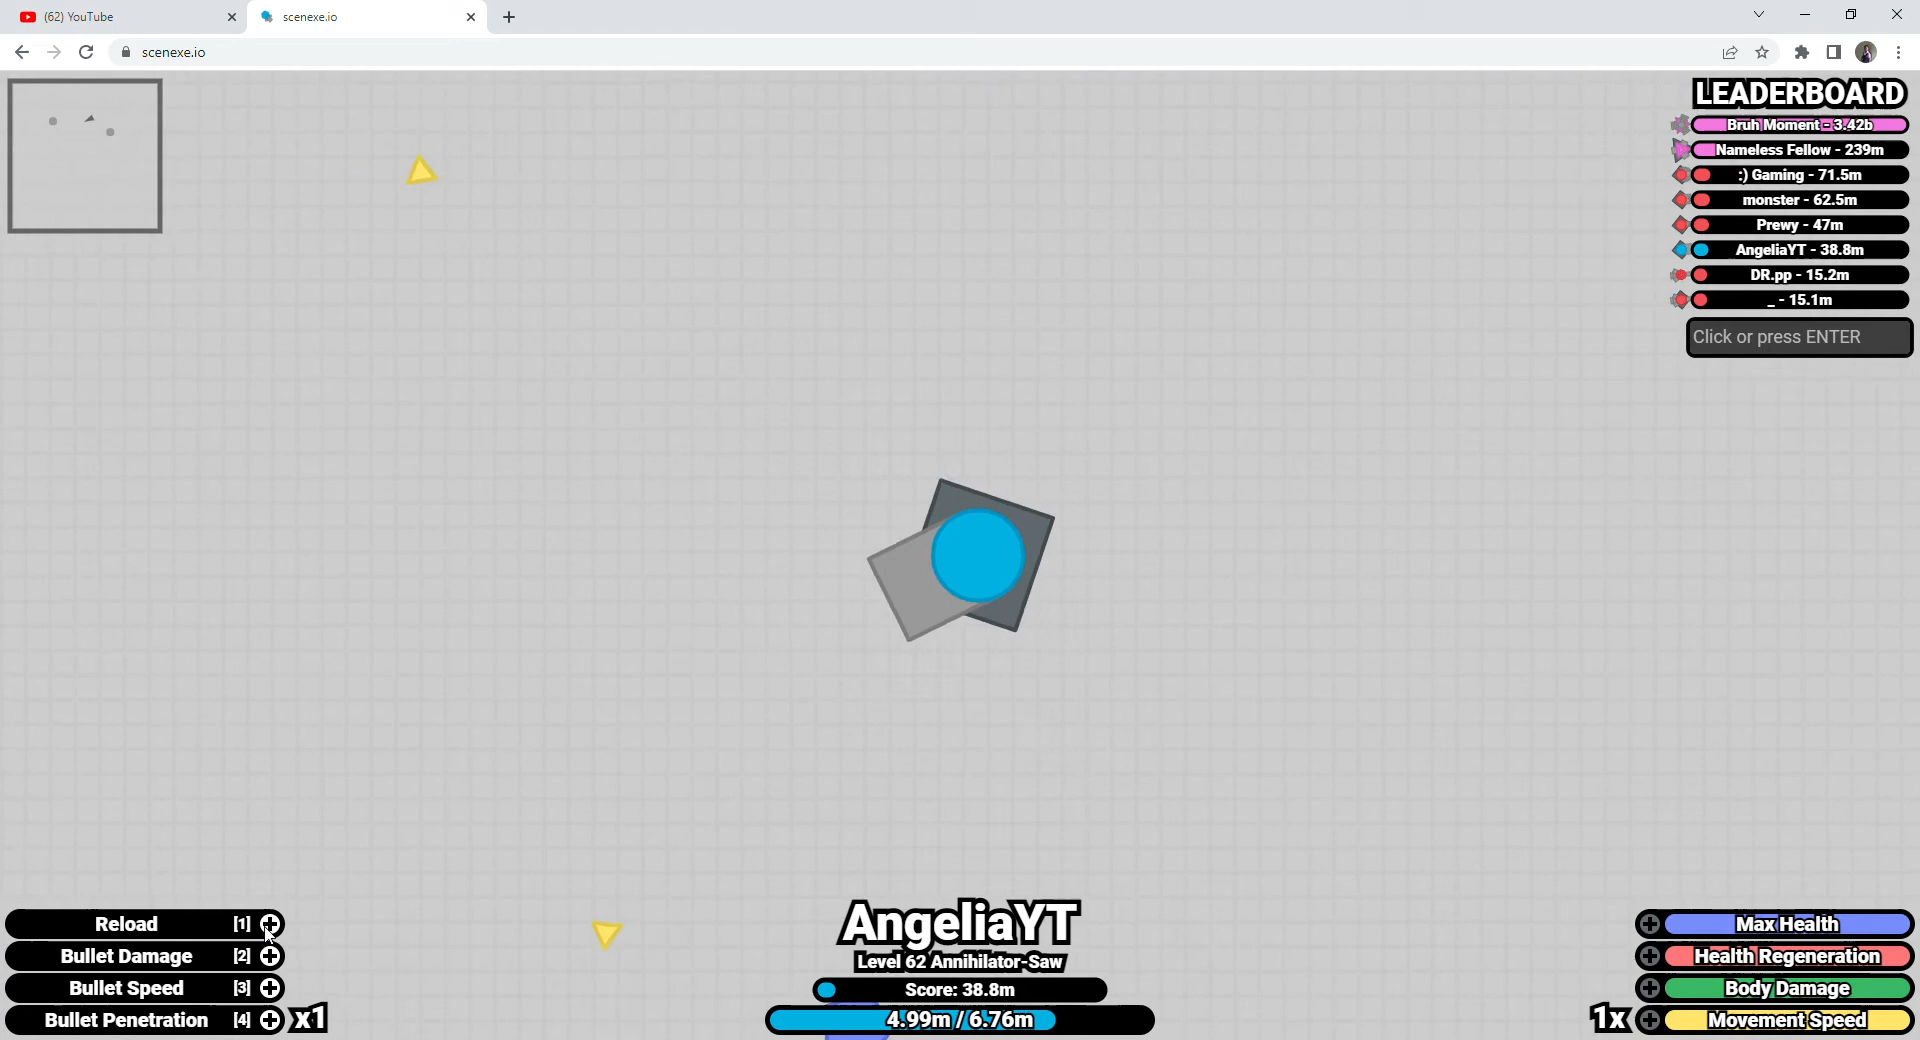 (62) YouTube
scenexe.io
scenexe.io
LEADERBOARD
Bruh Moment - 3.42b
Nameless Fellow - 239m
:) Gaming - 71.5m
monster - 62.5m
Prewy - 47m
AngeliaYT - 38.8m
DR.pp - 15.2m
_ - 15.1m
Click or press ENTER
Reload [1]
Bullet Damage [2]
Bullet Speed [3]
Bullet Penetration [4] x1
AngeliaYT
Level 62 Annihilator-Saw
Score: 38.8m
4.99m / 6.76m
Max Health
Health Regeneration
Body Damage
1x Movement Speed